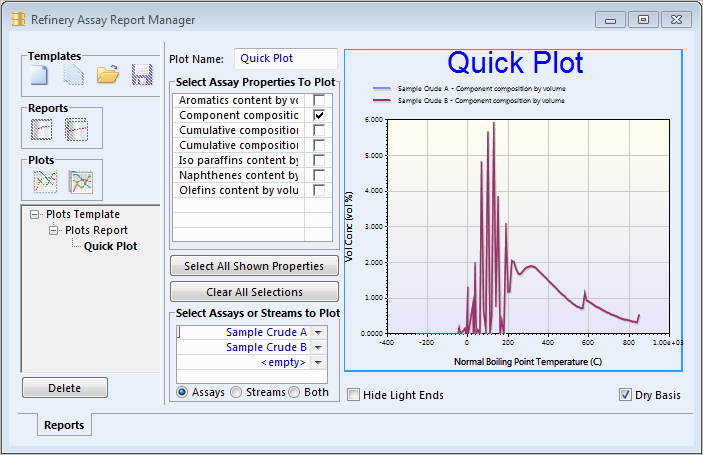 Refinery Assay Report Manager
Templates
Reports
Plots
Plots Template
Plots Report
Quick Plot
Delete
Plot Name: Quick Plot
Select Assay Properties To Plot
Aromatics content by vo
Component compositio
Cumulative composition
Cumulative composition
Iso paraffins content by
Naphthenes content by
Olefins content by volu
Select All Shown Properties
Clear All Selections
Select Assays or Streams to Plot
Sample Crude A
Sample Crude B
<empty>
Assays Streams Both
Quick Plot
Sample Crude A - Component composition by volume
Sample Crude B - Component composition by volume
6.000
5.000
4.000
3.000
2.000
1.000
0.0000
Vol Conc (vol %)
-400 -200 0 200 400 600 800 1.00e+03
Normal Boiling Point Temperature (C)
Hide Light Ends Dry Basis
Reports